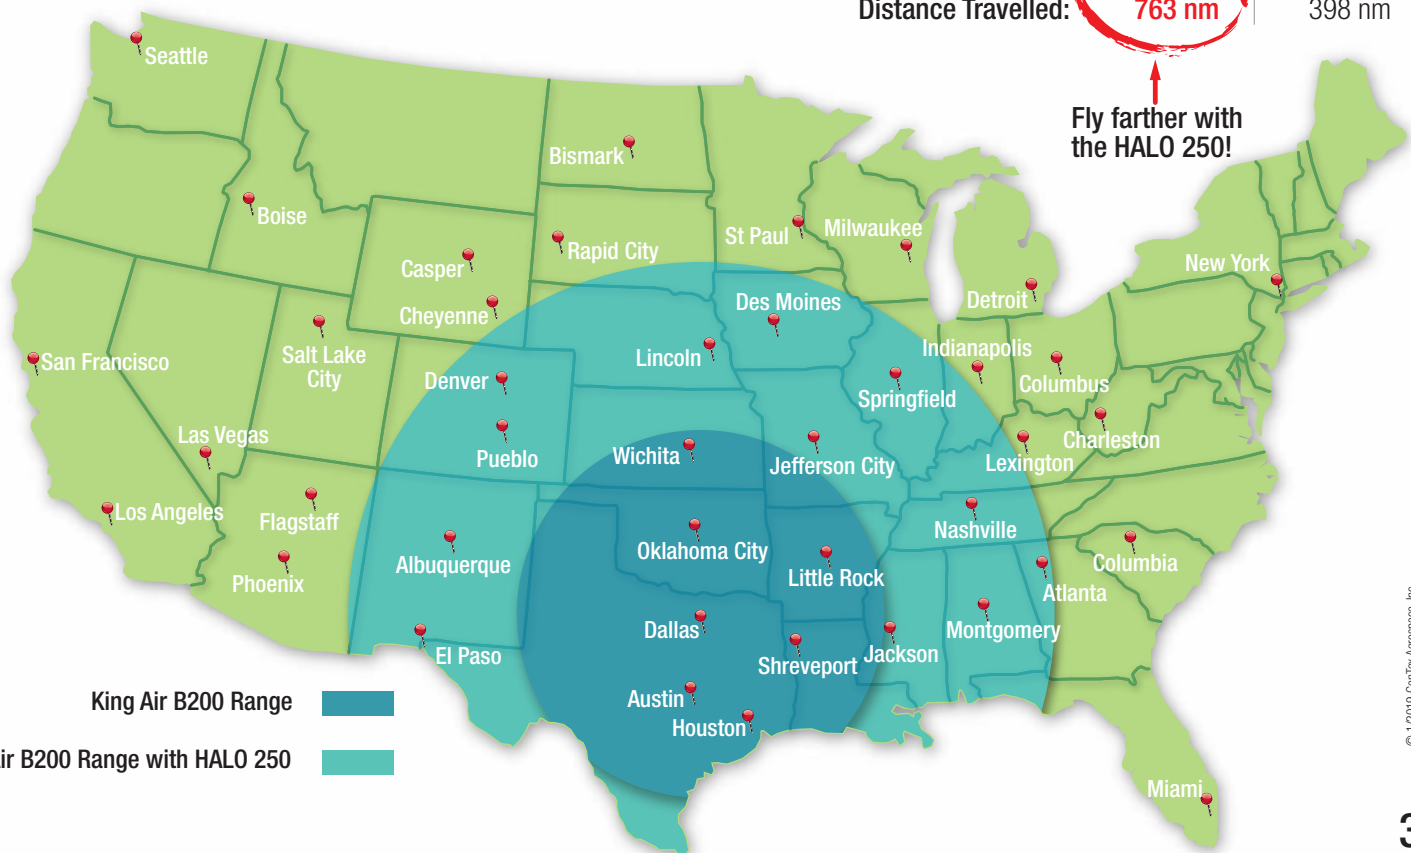 Distance Travelled: 763 nm 398 nm
Fly farther with
the HALO 250!
Seattle
Bismark
Boise
Rapid City
St Paul
Milwaukee
Casper
New York
Cheyenne
Detroit
Des Moines
San Francisco
Salt Lake
City
Lincoln
Indianapolis
Denver
Columbus
Springfield
Las Vegas
Pueblo
Wichita
Jefferson City
Charleston
Lexington
Los Angeles
Flagstaff
Nashville
Albuquerque
Oklahoma City
Columbia
Phoenix
Little Rock
Atlanta
Dallas
Montgomery
El Paso
Shreveport
Jackson
Austin
Houston
King Air B200 Range
B200 Range with HALO 250
Miami
3